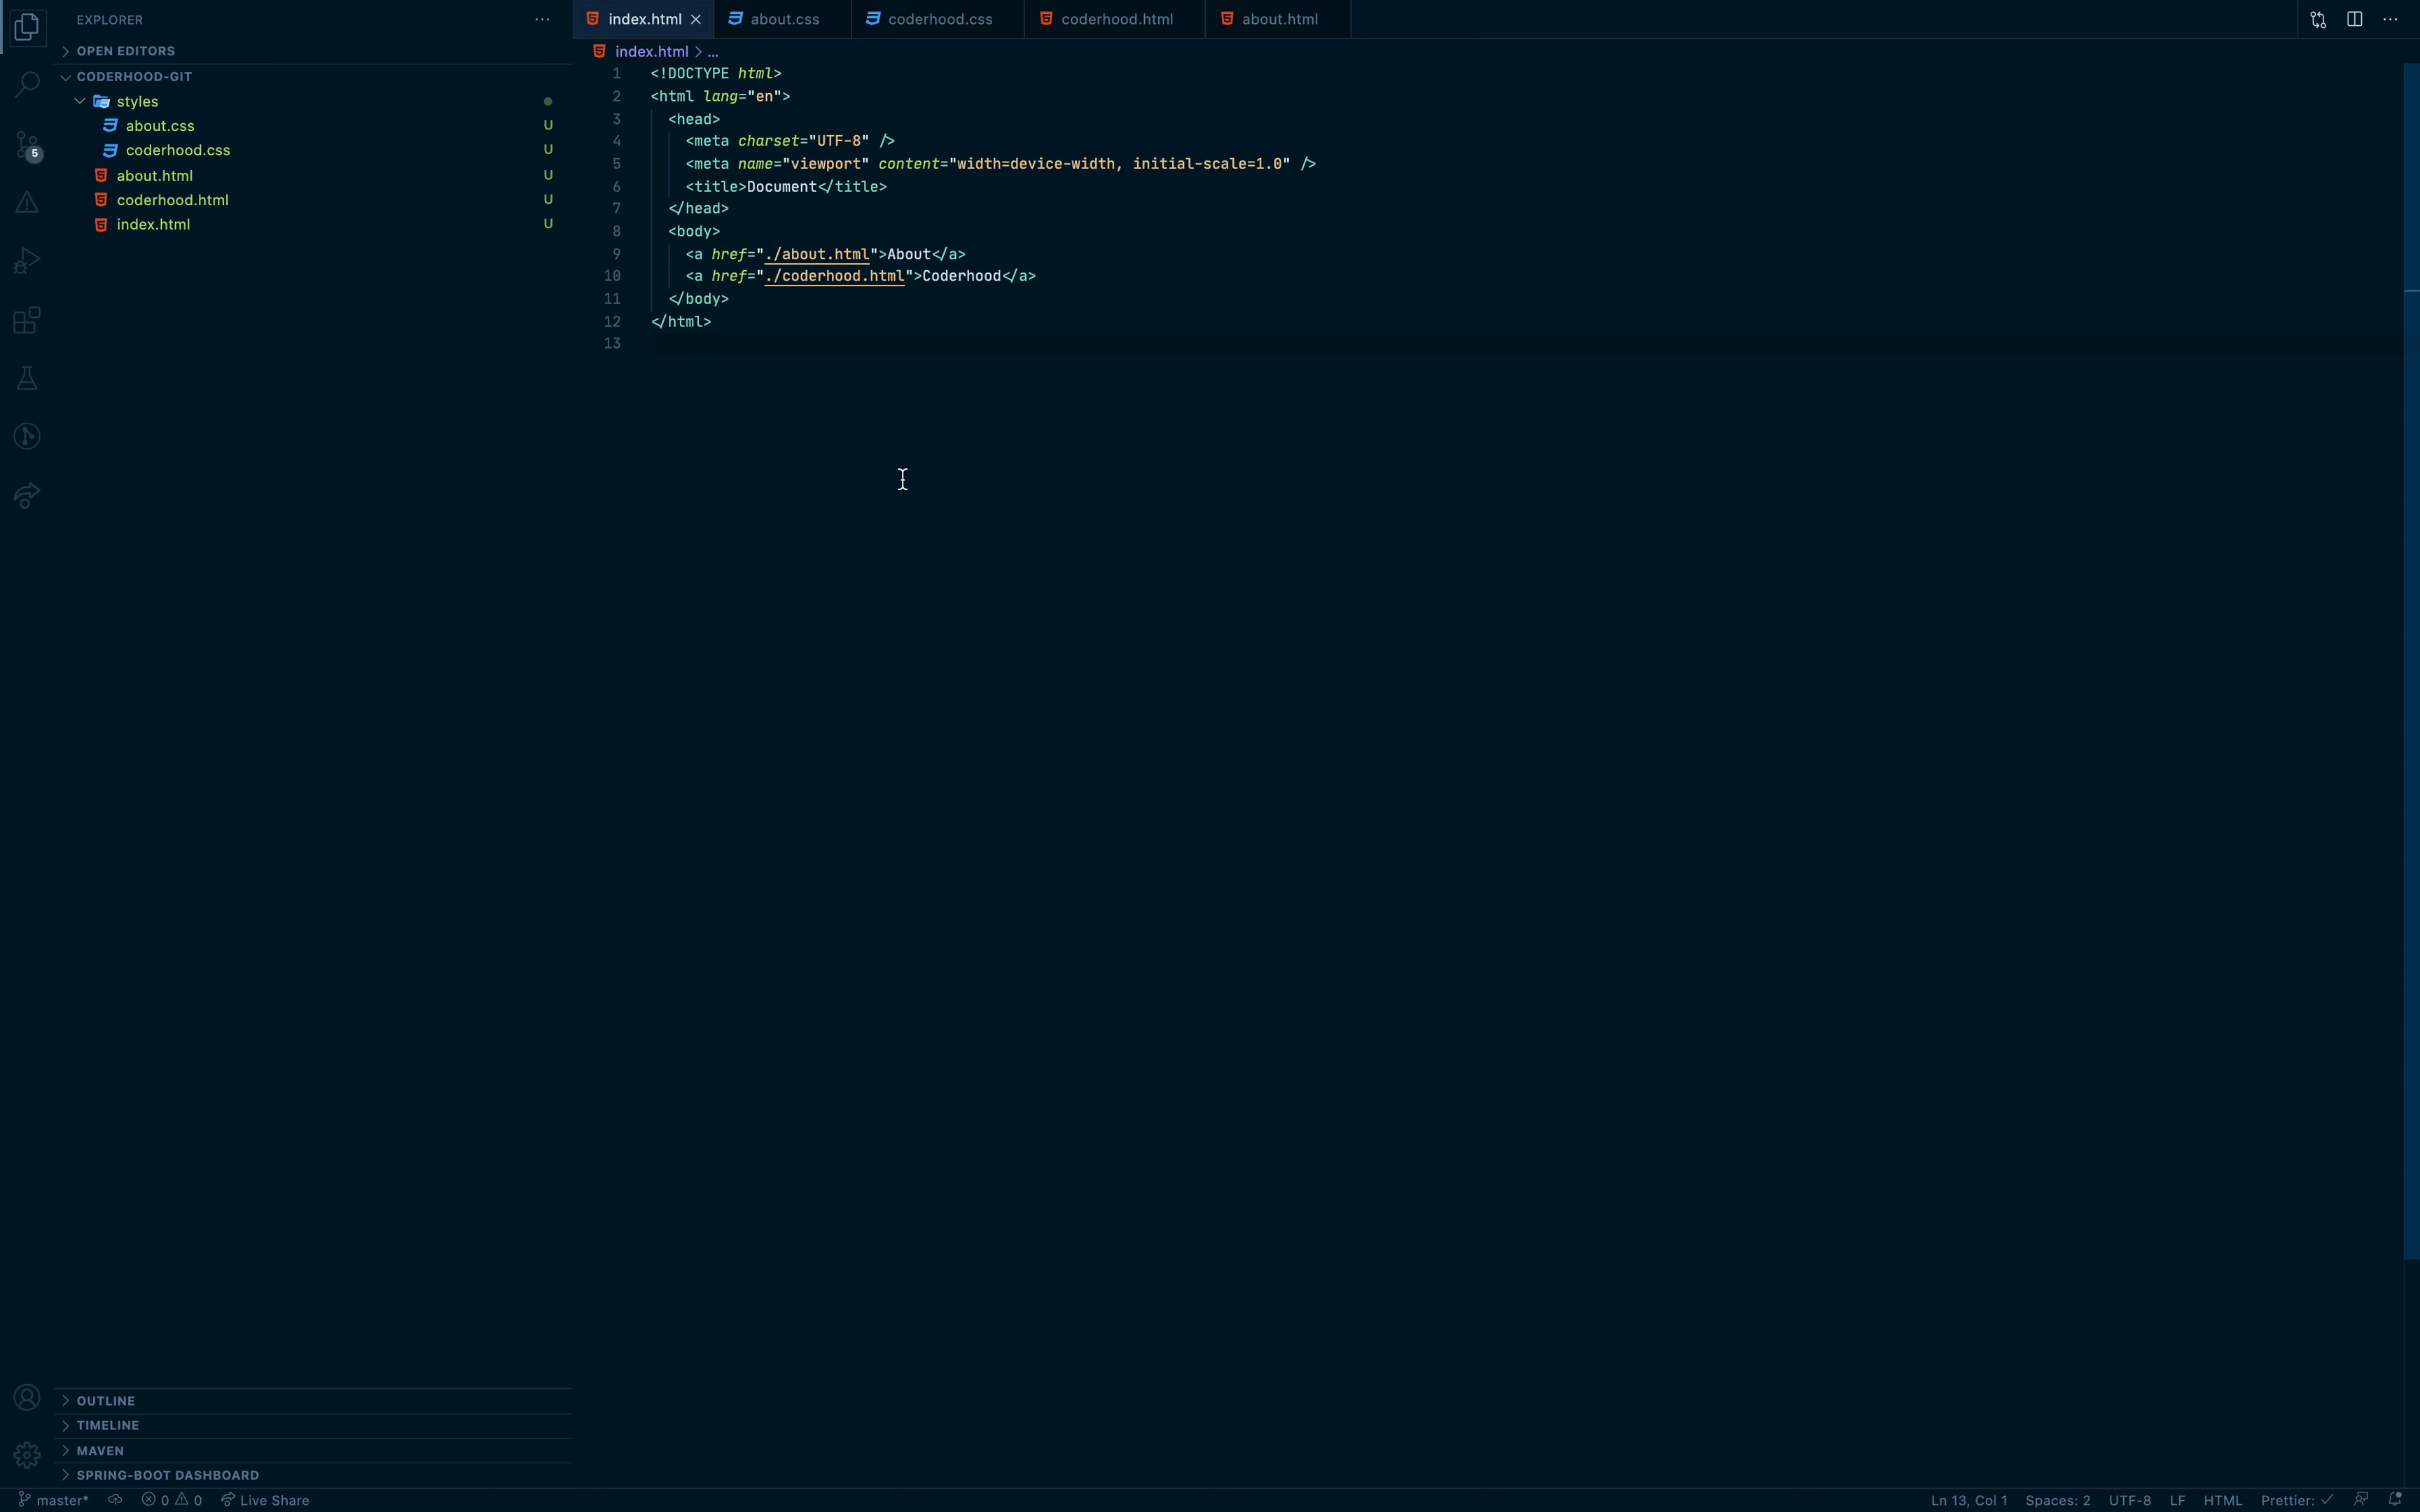 EXPLORER
OPEN EDITORS
CODERHOOD-GIT
styles
about.css U
coderhood.css U
about.html U
coderhood.html U
index.html U
5
index.html about.css coderhood.css coderhood.html about.html
index.html > ...
1 <!DOCTYPE html>
2 <html lang="en">
3 <head>
4 <meta charset="UTF-8" />
5 <meta name="viewport" content="width=device-width, initial-scale=1.0" />
6 <title>Document</title>
7 </head>
8 <body>
9 <a href="./about.html">About</a>
10 <a href="./coderhood.html">Coderhood</a>
11 </body>
12 </html>
13
OUTLINE
TIMELINE
MAVEN
SPRING-BOOT DASHBOARD
master* 0 0 Live Share Ln 13, Col 1 Spaces: 2 UTF-8 LF HTML Prettier: ✓